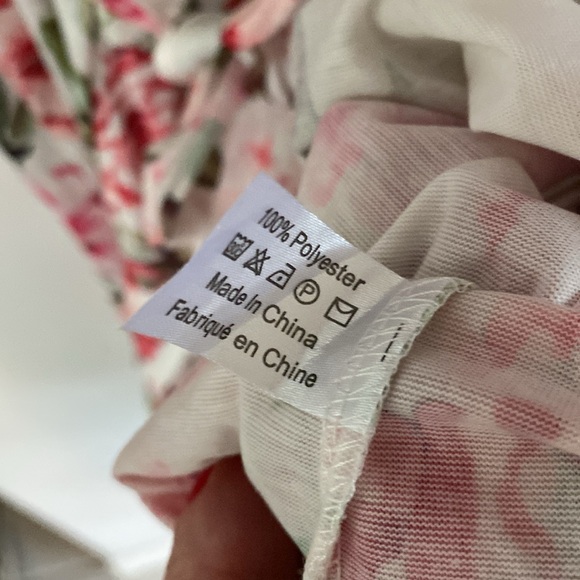 100% Polyester
P
Made In China
Fabriqué en Chine